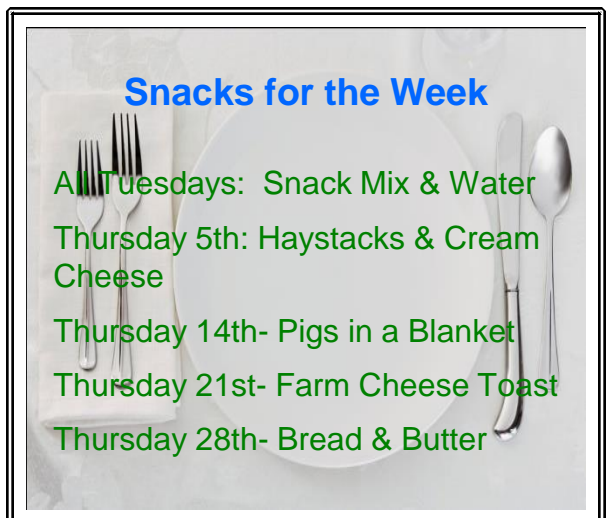 Snacks for the Week
All Tuesdays:  Snack Mix & Water
Thursday 5th: Haystacks & Cream
Cheese
Thursday 14th- Pigs in a Blanket
Thursday 21st- Farm Cheese Toast
Thursday 28th- Bread & Butter